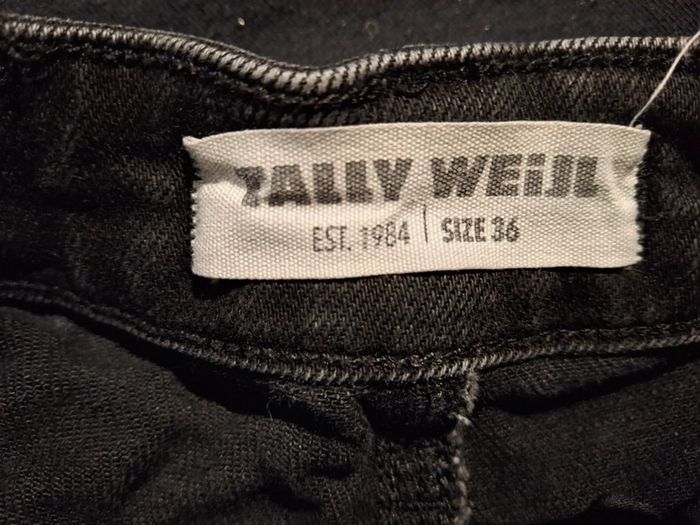 TALLY WEiJL
EST. 1984 | SIZE 36